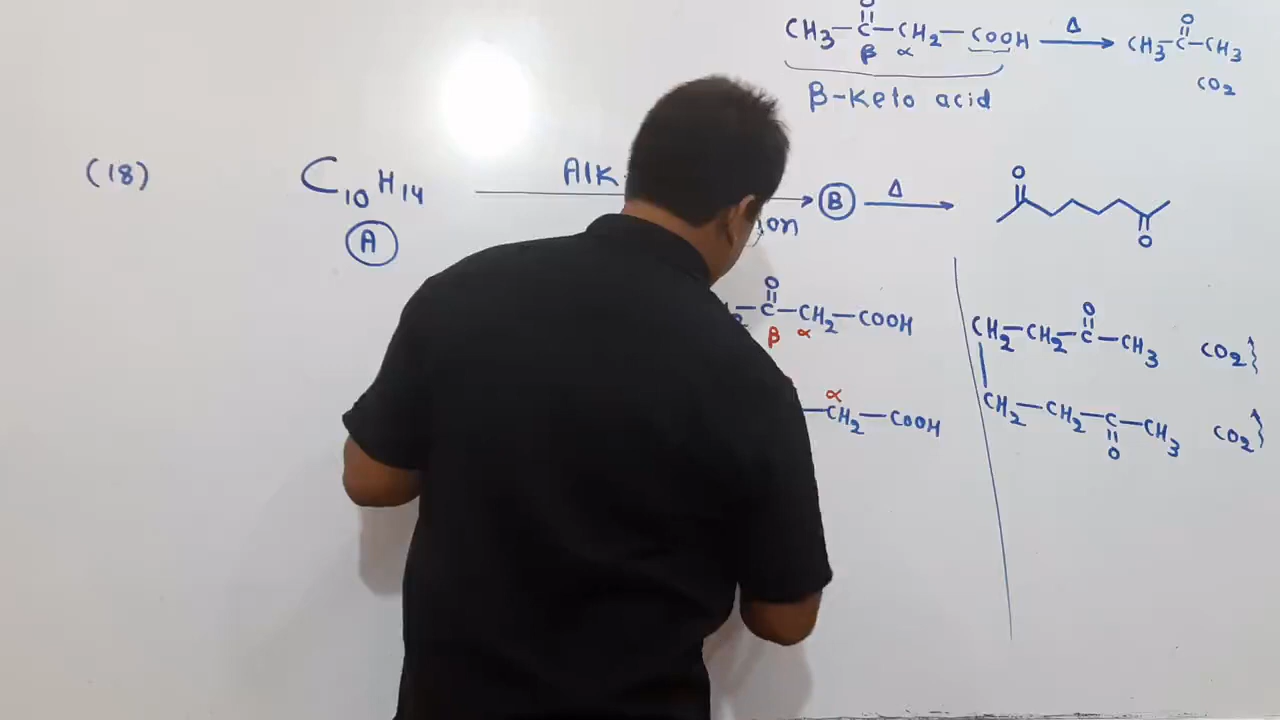 O
CH3—C—CH2—COOH —Δ→ CH3—C—CH3
β α
CO2
β-Keto acid
(18) C10H14 Alk. → B —Δ→
A
on
O O
O
C—CH2—COOH
β α
α
—CH2—COOH
O
CH2—CH2—C—CH3 CO2↑
CH2—CH2—C—CH3 CO2↑
O